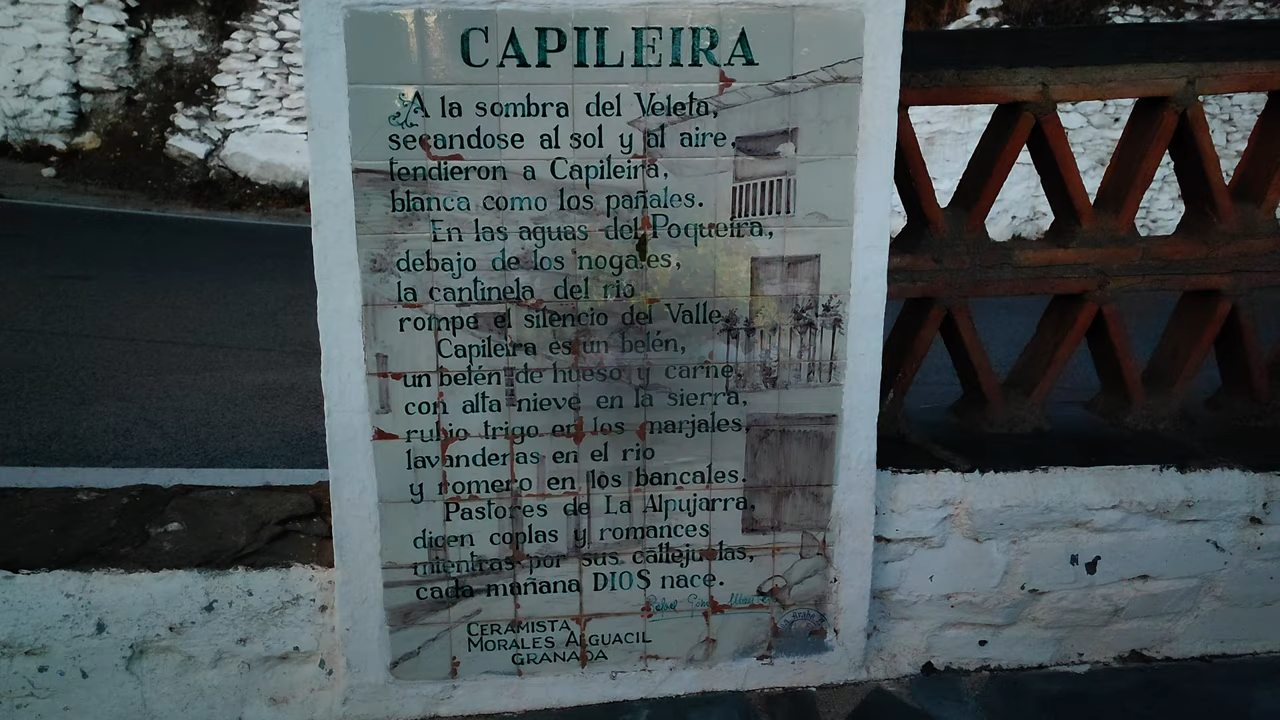 CAPILEIRA
A la sombra del Veleta,
secandose al sol y al aire,
tendieron a Capileira,
blanca como los pañales.
En las aguas del Poqueira,
debajo de los nogales,
la cantinela del rio
rompe el silencio del Valle.
Capileira es un belén,
un belén de hueso y carne,
con alta nieve en la sierra,
rubio trigo en los marjales,
lavanderas en el rio
y romero en los bancales.
Pastores de La Alpujarra,
dicen coplas y romances
mientras por sus callejuelas,
cada mañana DIOS nace.
Rafael
CERAMISTA
MORALES ALGUACIL
GRANADA